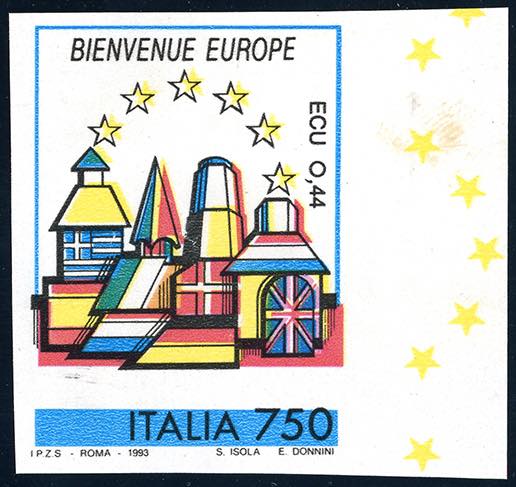 BIENVENUE EUROPE
ECU 0,44
ITALIA 750
I P.Z.S - ROMA - 1993 S. ISOLA E. DONNINI